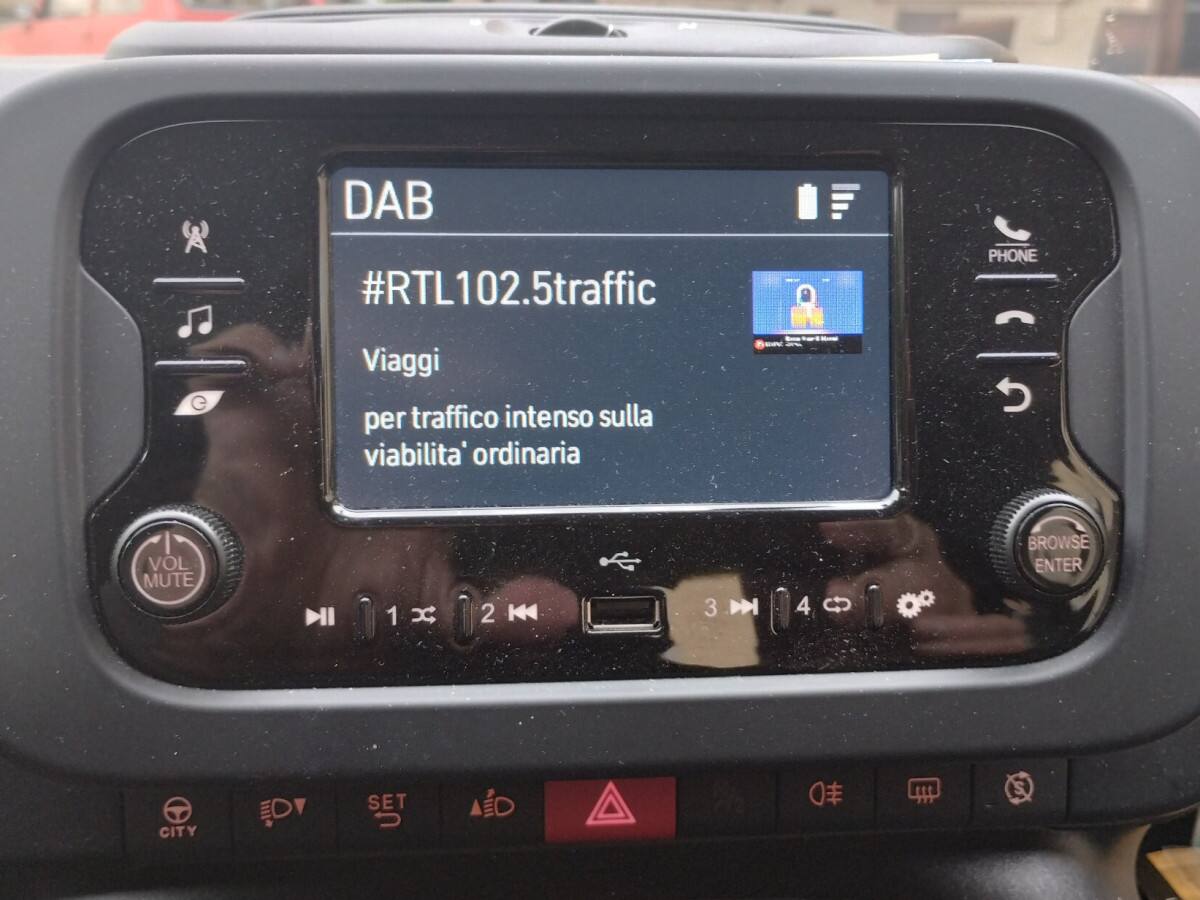 DAB
#RTL102.5traffic
Viaggi
per traffico intenso sulla
viabilita' ordinaria
PHONE
VOL
MUTE
BROWSE
ENTER
1
2
3
4
CITY
SET